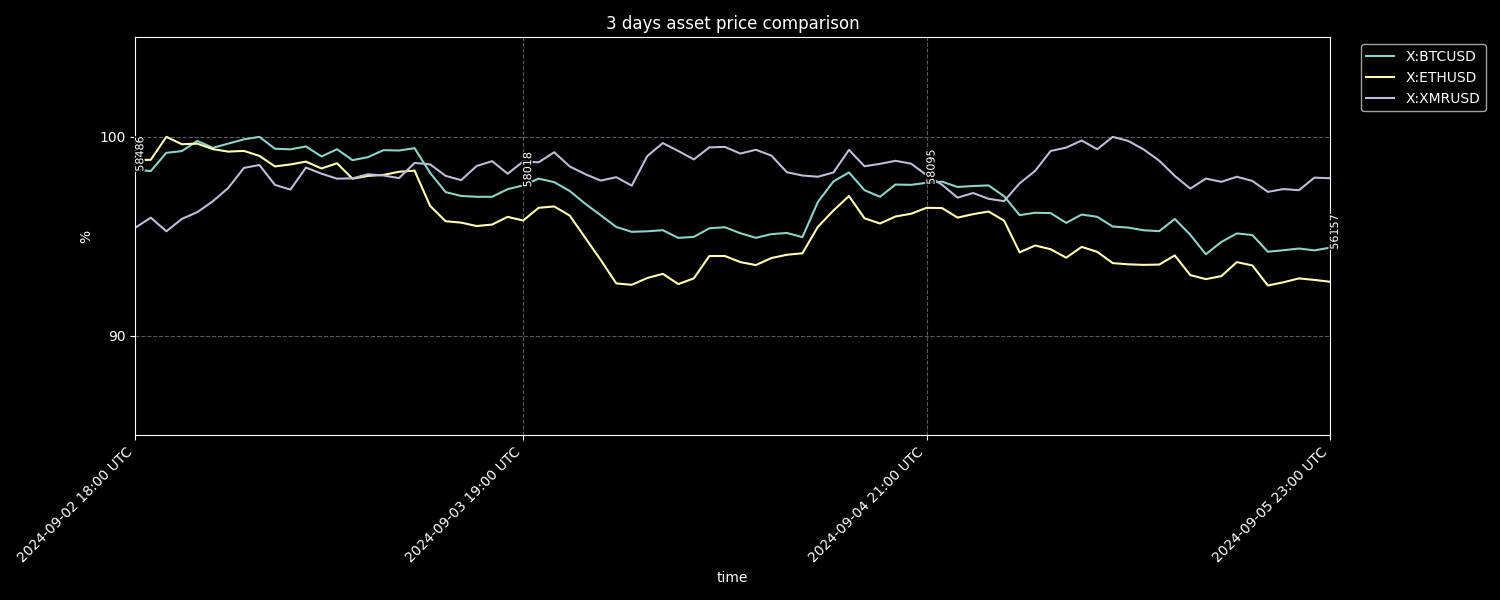 3 days asset price comparison
X:BTCUSD
X:ETHUSD
X:XMRUSD
%
100
90
58486
58018
58095
56157
2024-09-02 18:00 UTC
2024-09-03 19:00 UTC
2024-09-04 21:00 UTC
2024-09-05 23:00 UTC
time